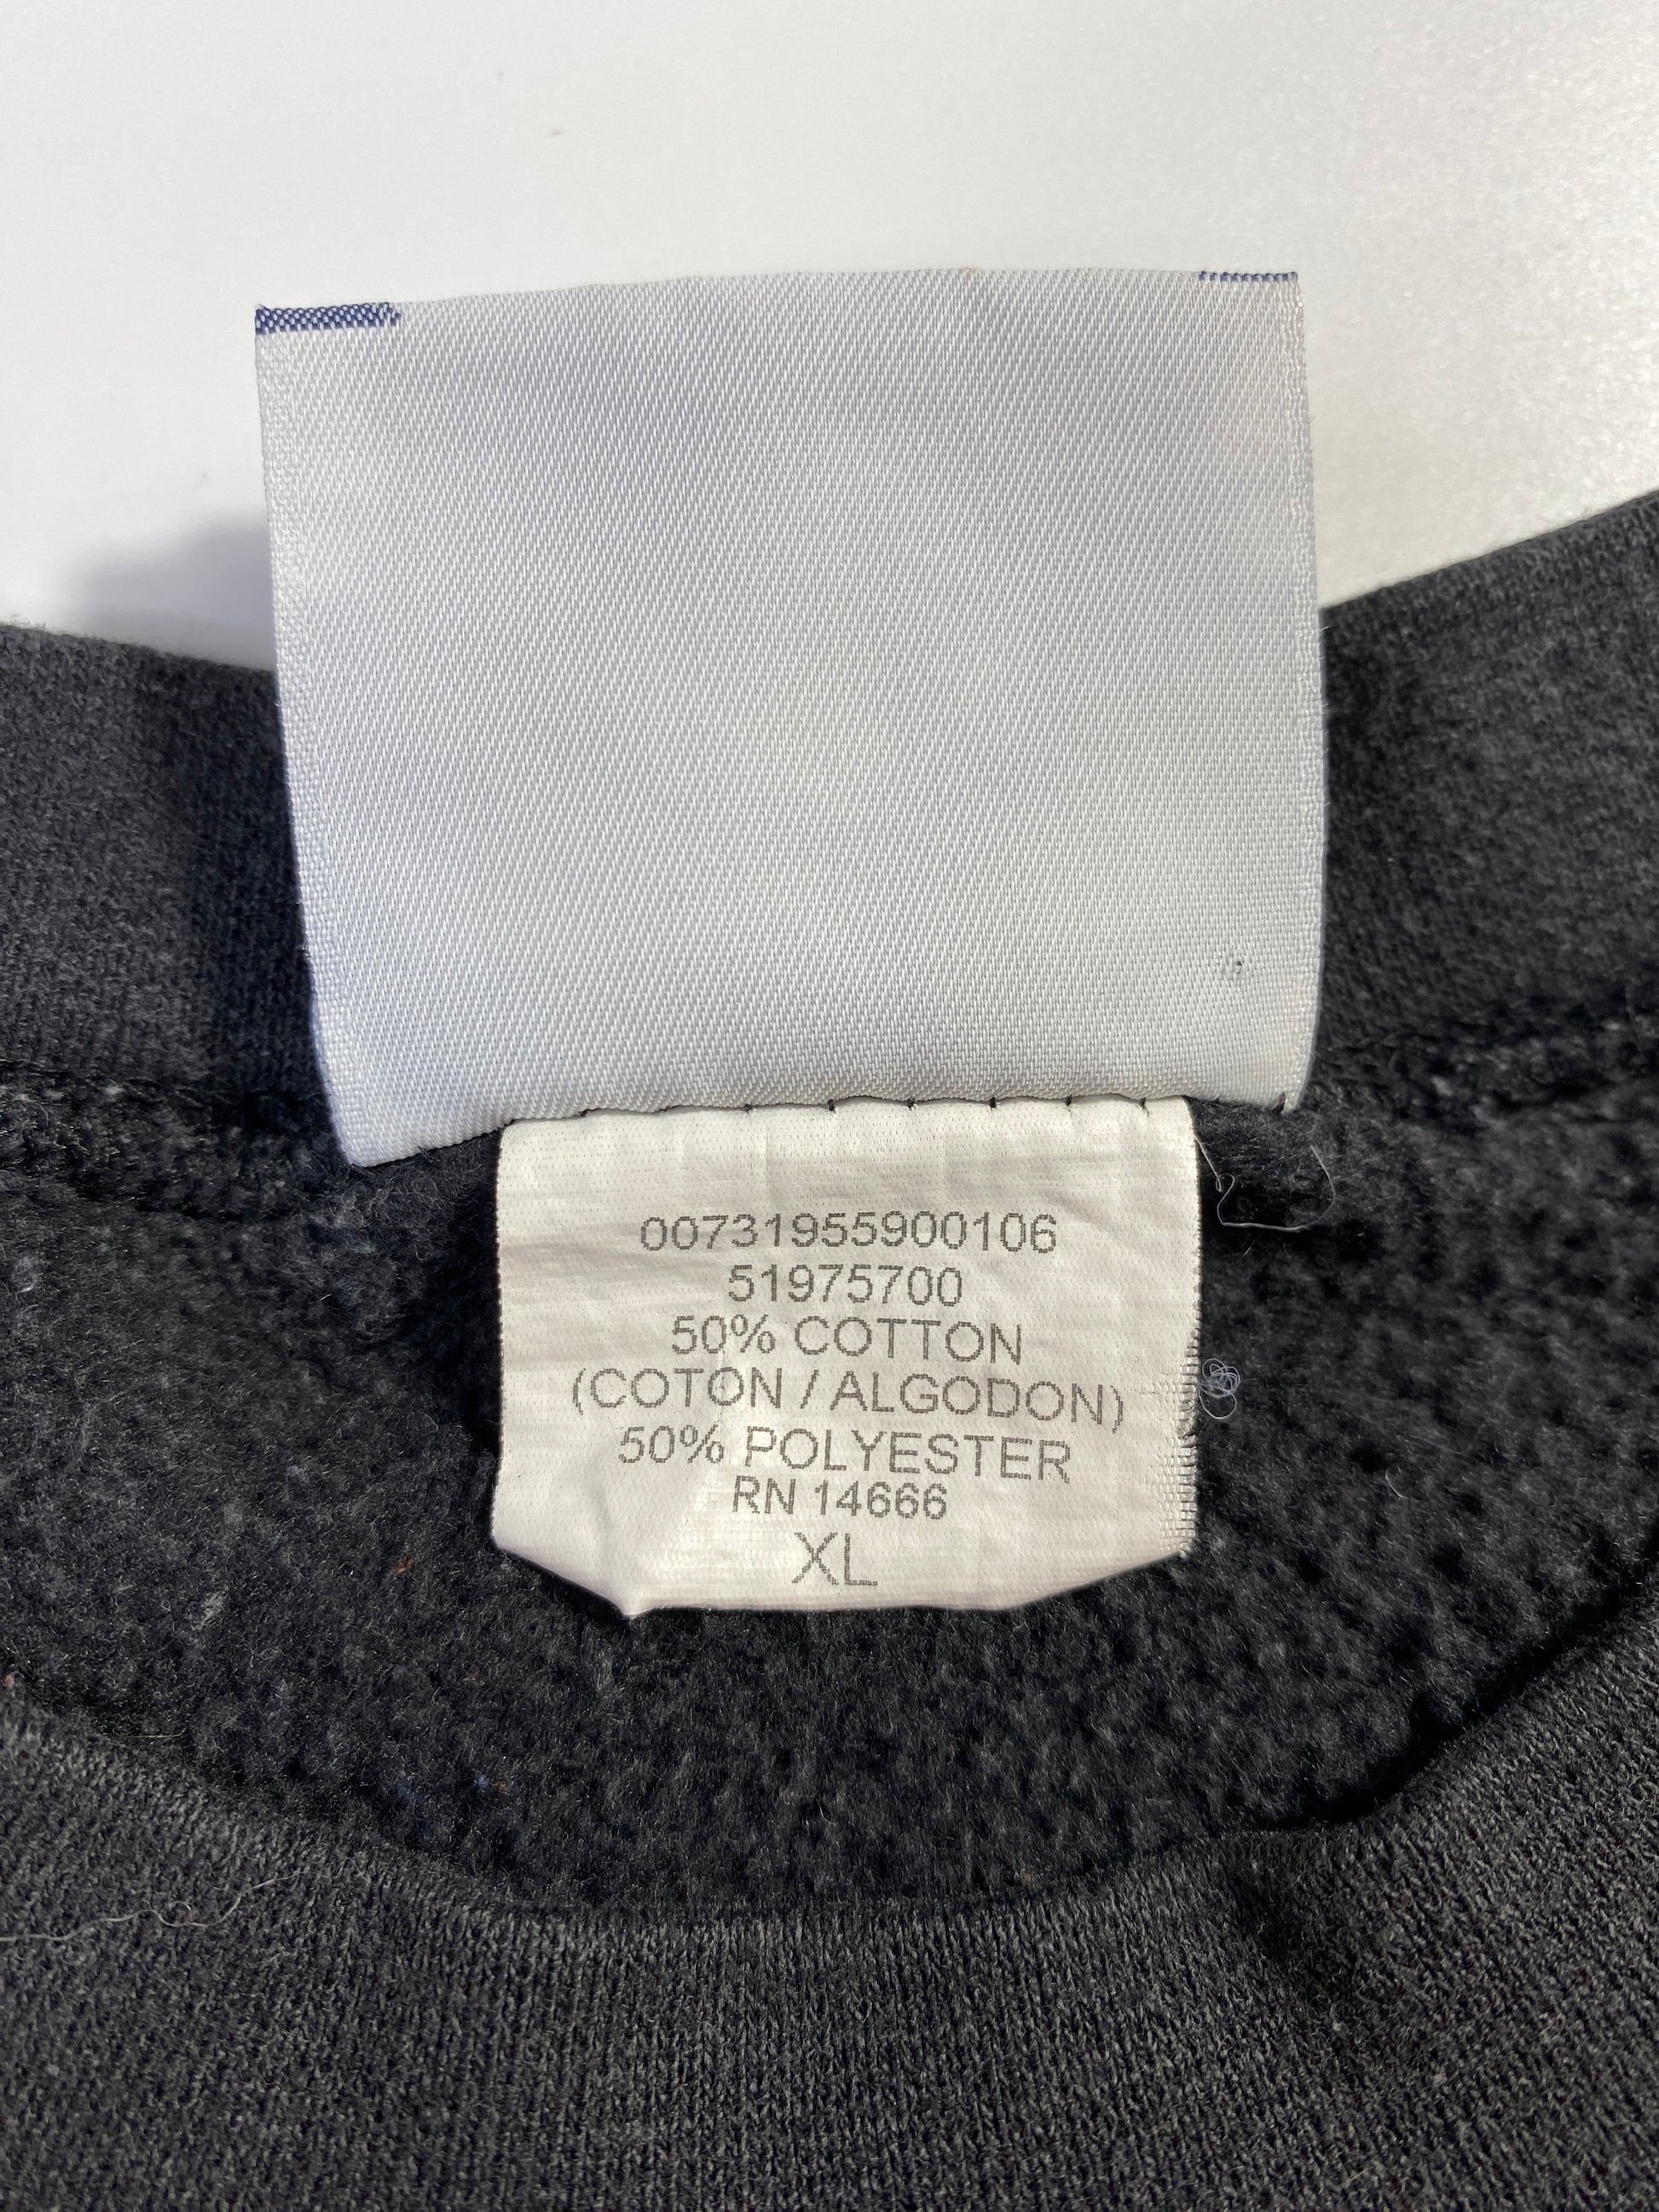 00731955900106
51975700
50% COTTON
(COTON / ALGODON)
50% POLYESTER
RN 14666
XL